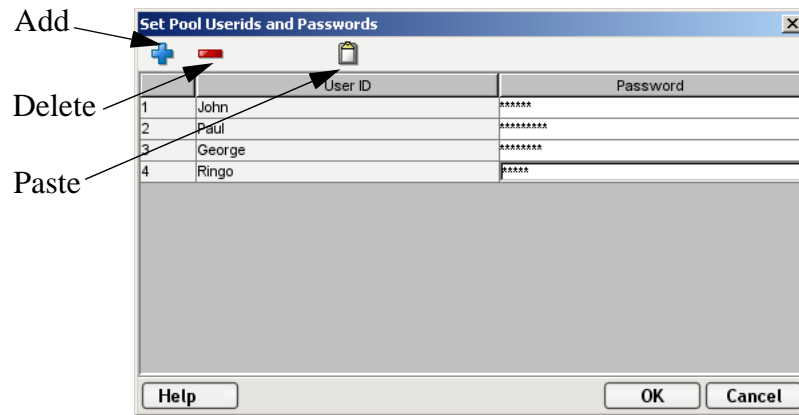 Add
Set Pool Userids and Passwords
Delete
User ID Password
1 John ******
2 Paul *********
3 George ********
4 Ringo *****
Paste
Help OK Cancel